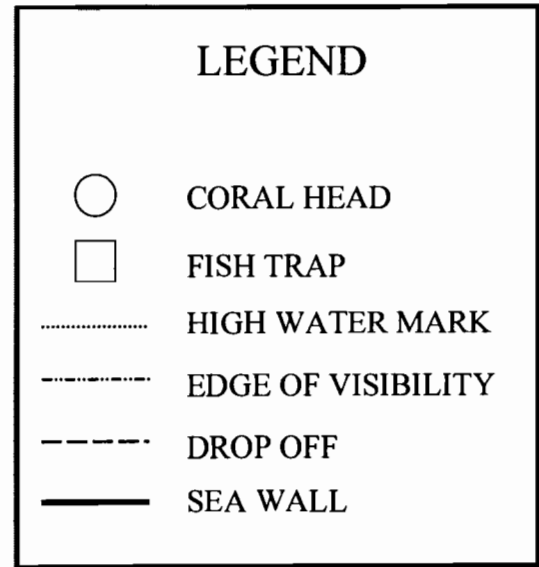 LEGEND
CORAL HEAD
FISH TRAP
HIGH WATER MARK
EDGE OF VISIBILITY
DROP OFF
SEA WALL